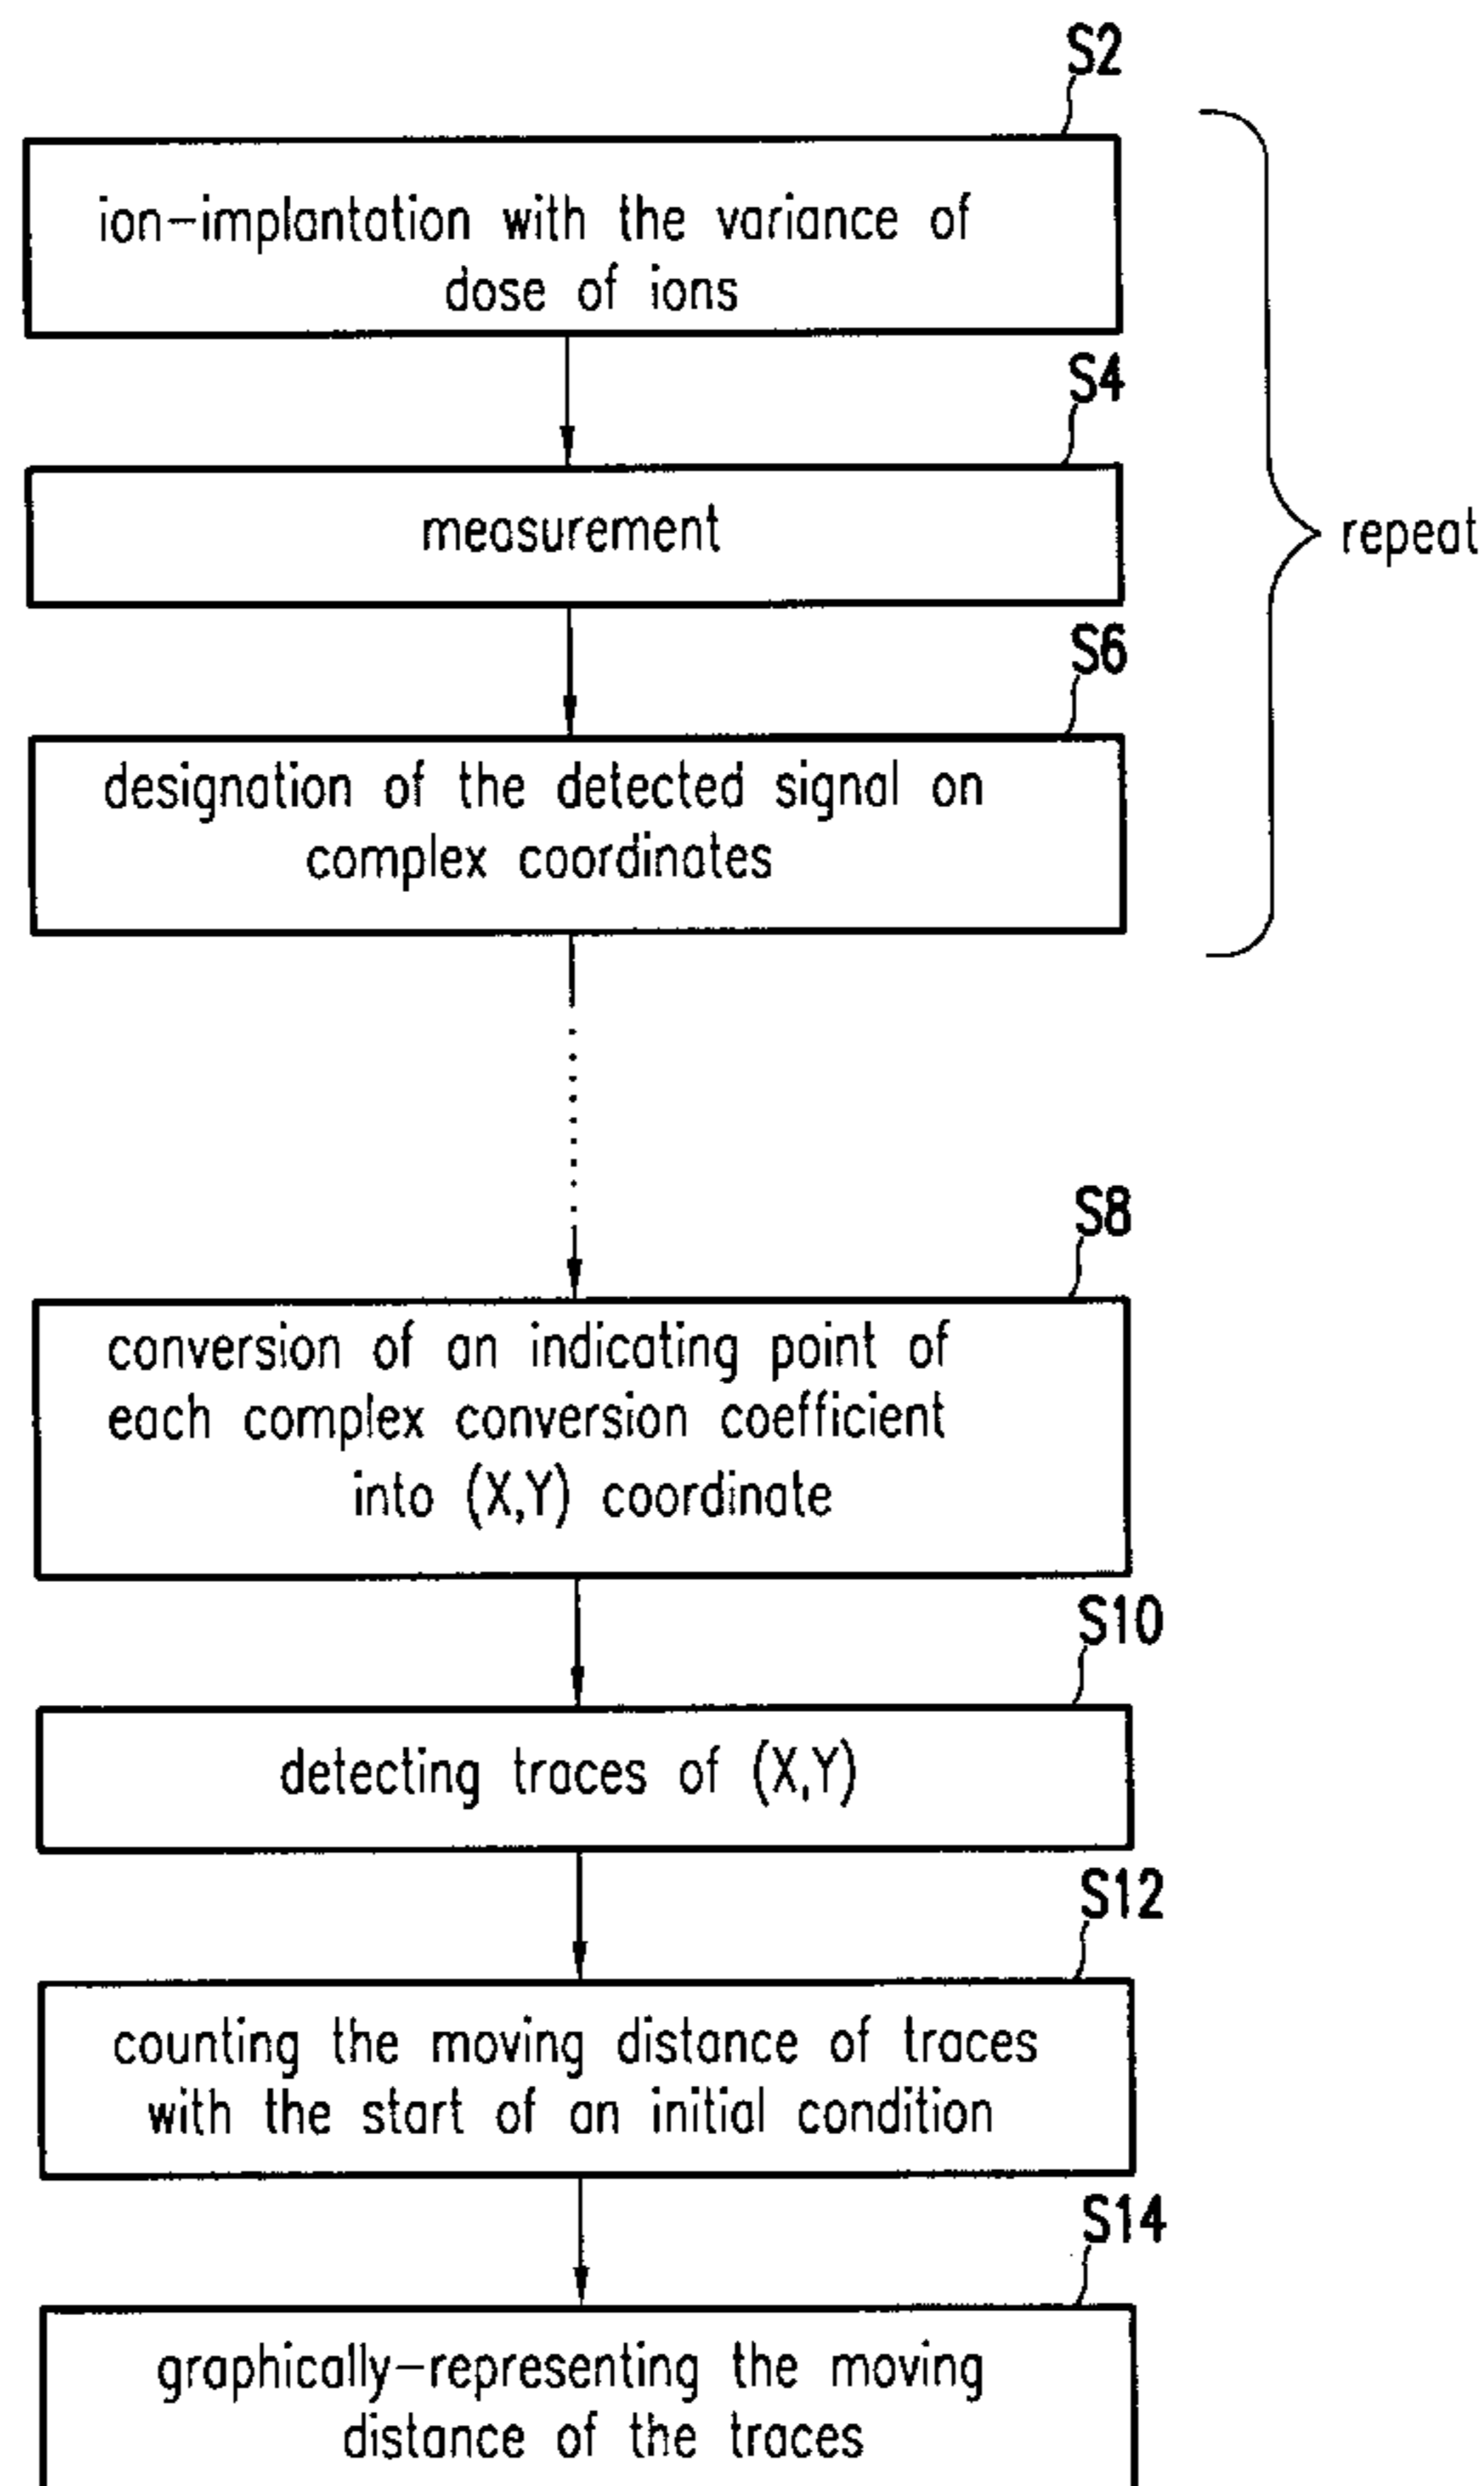 S2
ion-implantation with the variance of
dose of ions
S4
measurement
repeat
S6
designation of the detected signal on
complex coordinates
S8
conversion of an indicating point of
each complex conversion coefficient
into (X,Y) coordinate
S10
detecting traces of (X,Y)
S12
counting the moving distance of traces
with the start of an initial condition
S14
graphically-representing the moving
distance of the traces